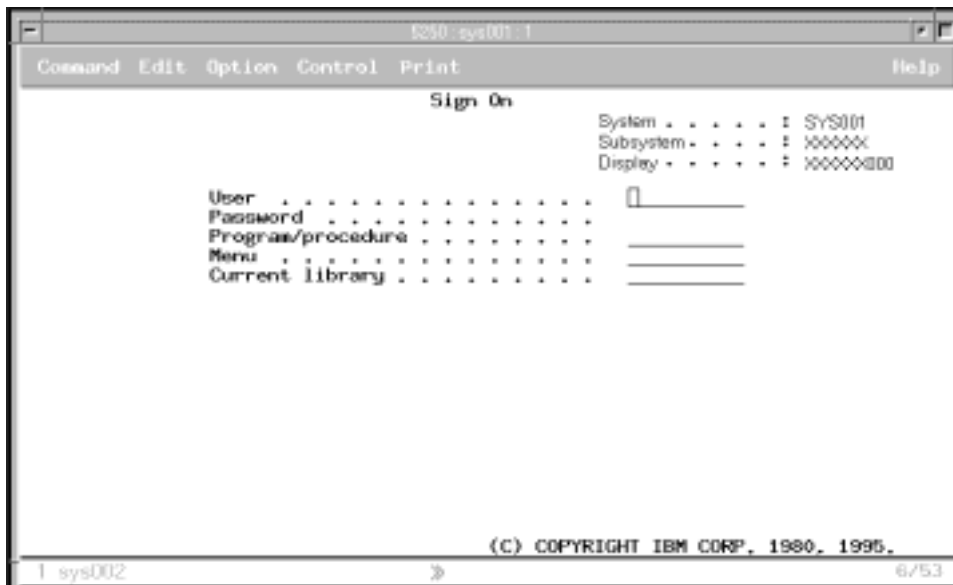 5250 : sys001 : 1
Command Edit Option Control Print Help
Sign On
System . . . . . : SYS001
Subsystem . . . . : XXXXXX
Display . . . . . : XXXXXX000
User . . . . . . . . . . . . . .
Password . . . . . . . . . . . .
Program/procedure . . . . . . . .
Menu . . . . . . . . . . . . . .
Current library . . . . . . . . .
(C) COPYRIGHT IBM CORP. 1980, 1995.
1 sys002 » 6/53